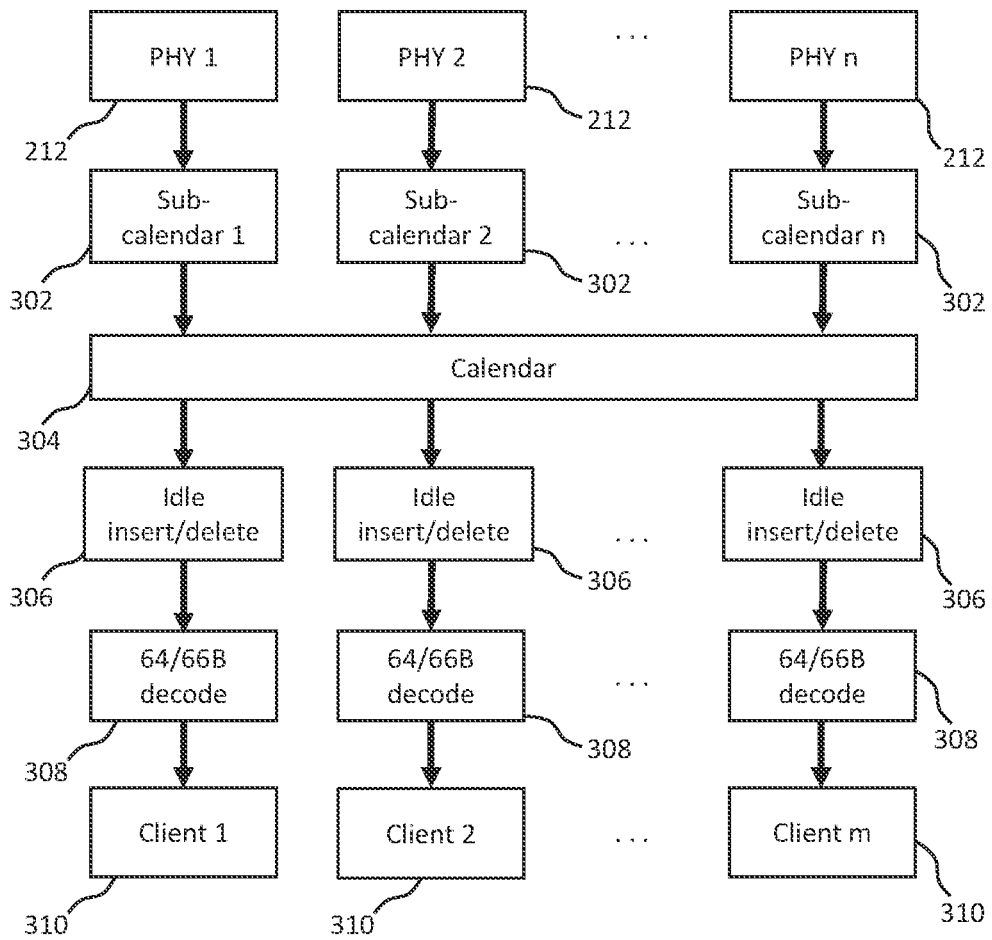 PHY 1
PHY 2
...
PHY n
212
212
212
Sub-
calendar 1
Sub-
calendar 2
...
Sub-
calendar n
302
302
302
Calendar
304
Idle
insert/delete
Idle
insert/delete
...
Idle
insert/delete
306
306
306
64/66B
decode
64/66B
decode
...
64/66B
decode
308
308
308
Client 1
Client 2
...
Client m
310
310
310